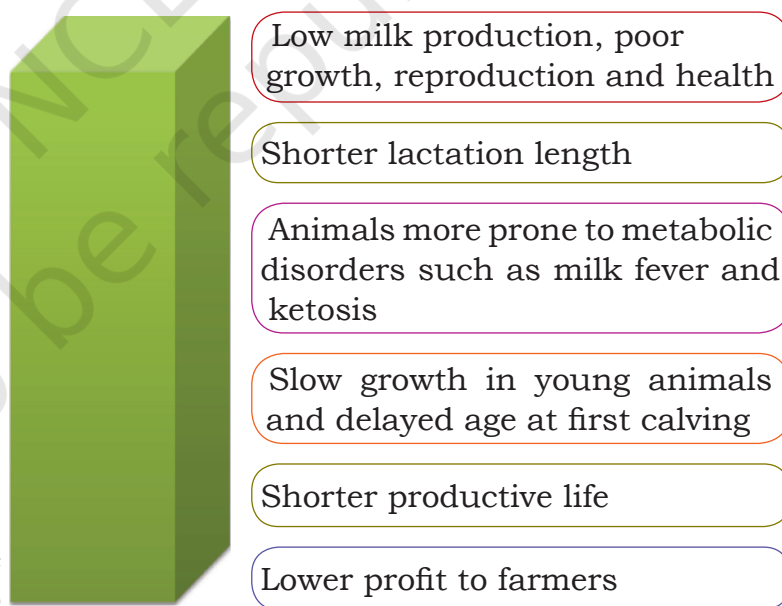 Low milk production, poor
growth, reproduction and health
Shorter lactation length
Animals more prone to metabolic
disorders such as milk fever and
ketosis
Slow growth in young animals
and delayed age at first calving
Shorter productive life
Lower profit to farmers